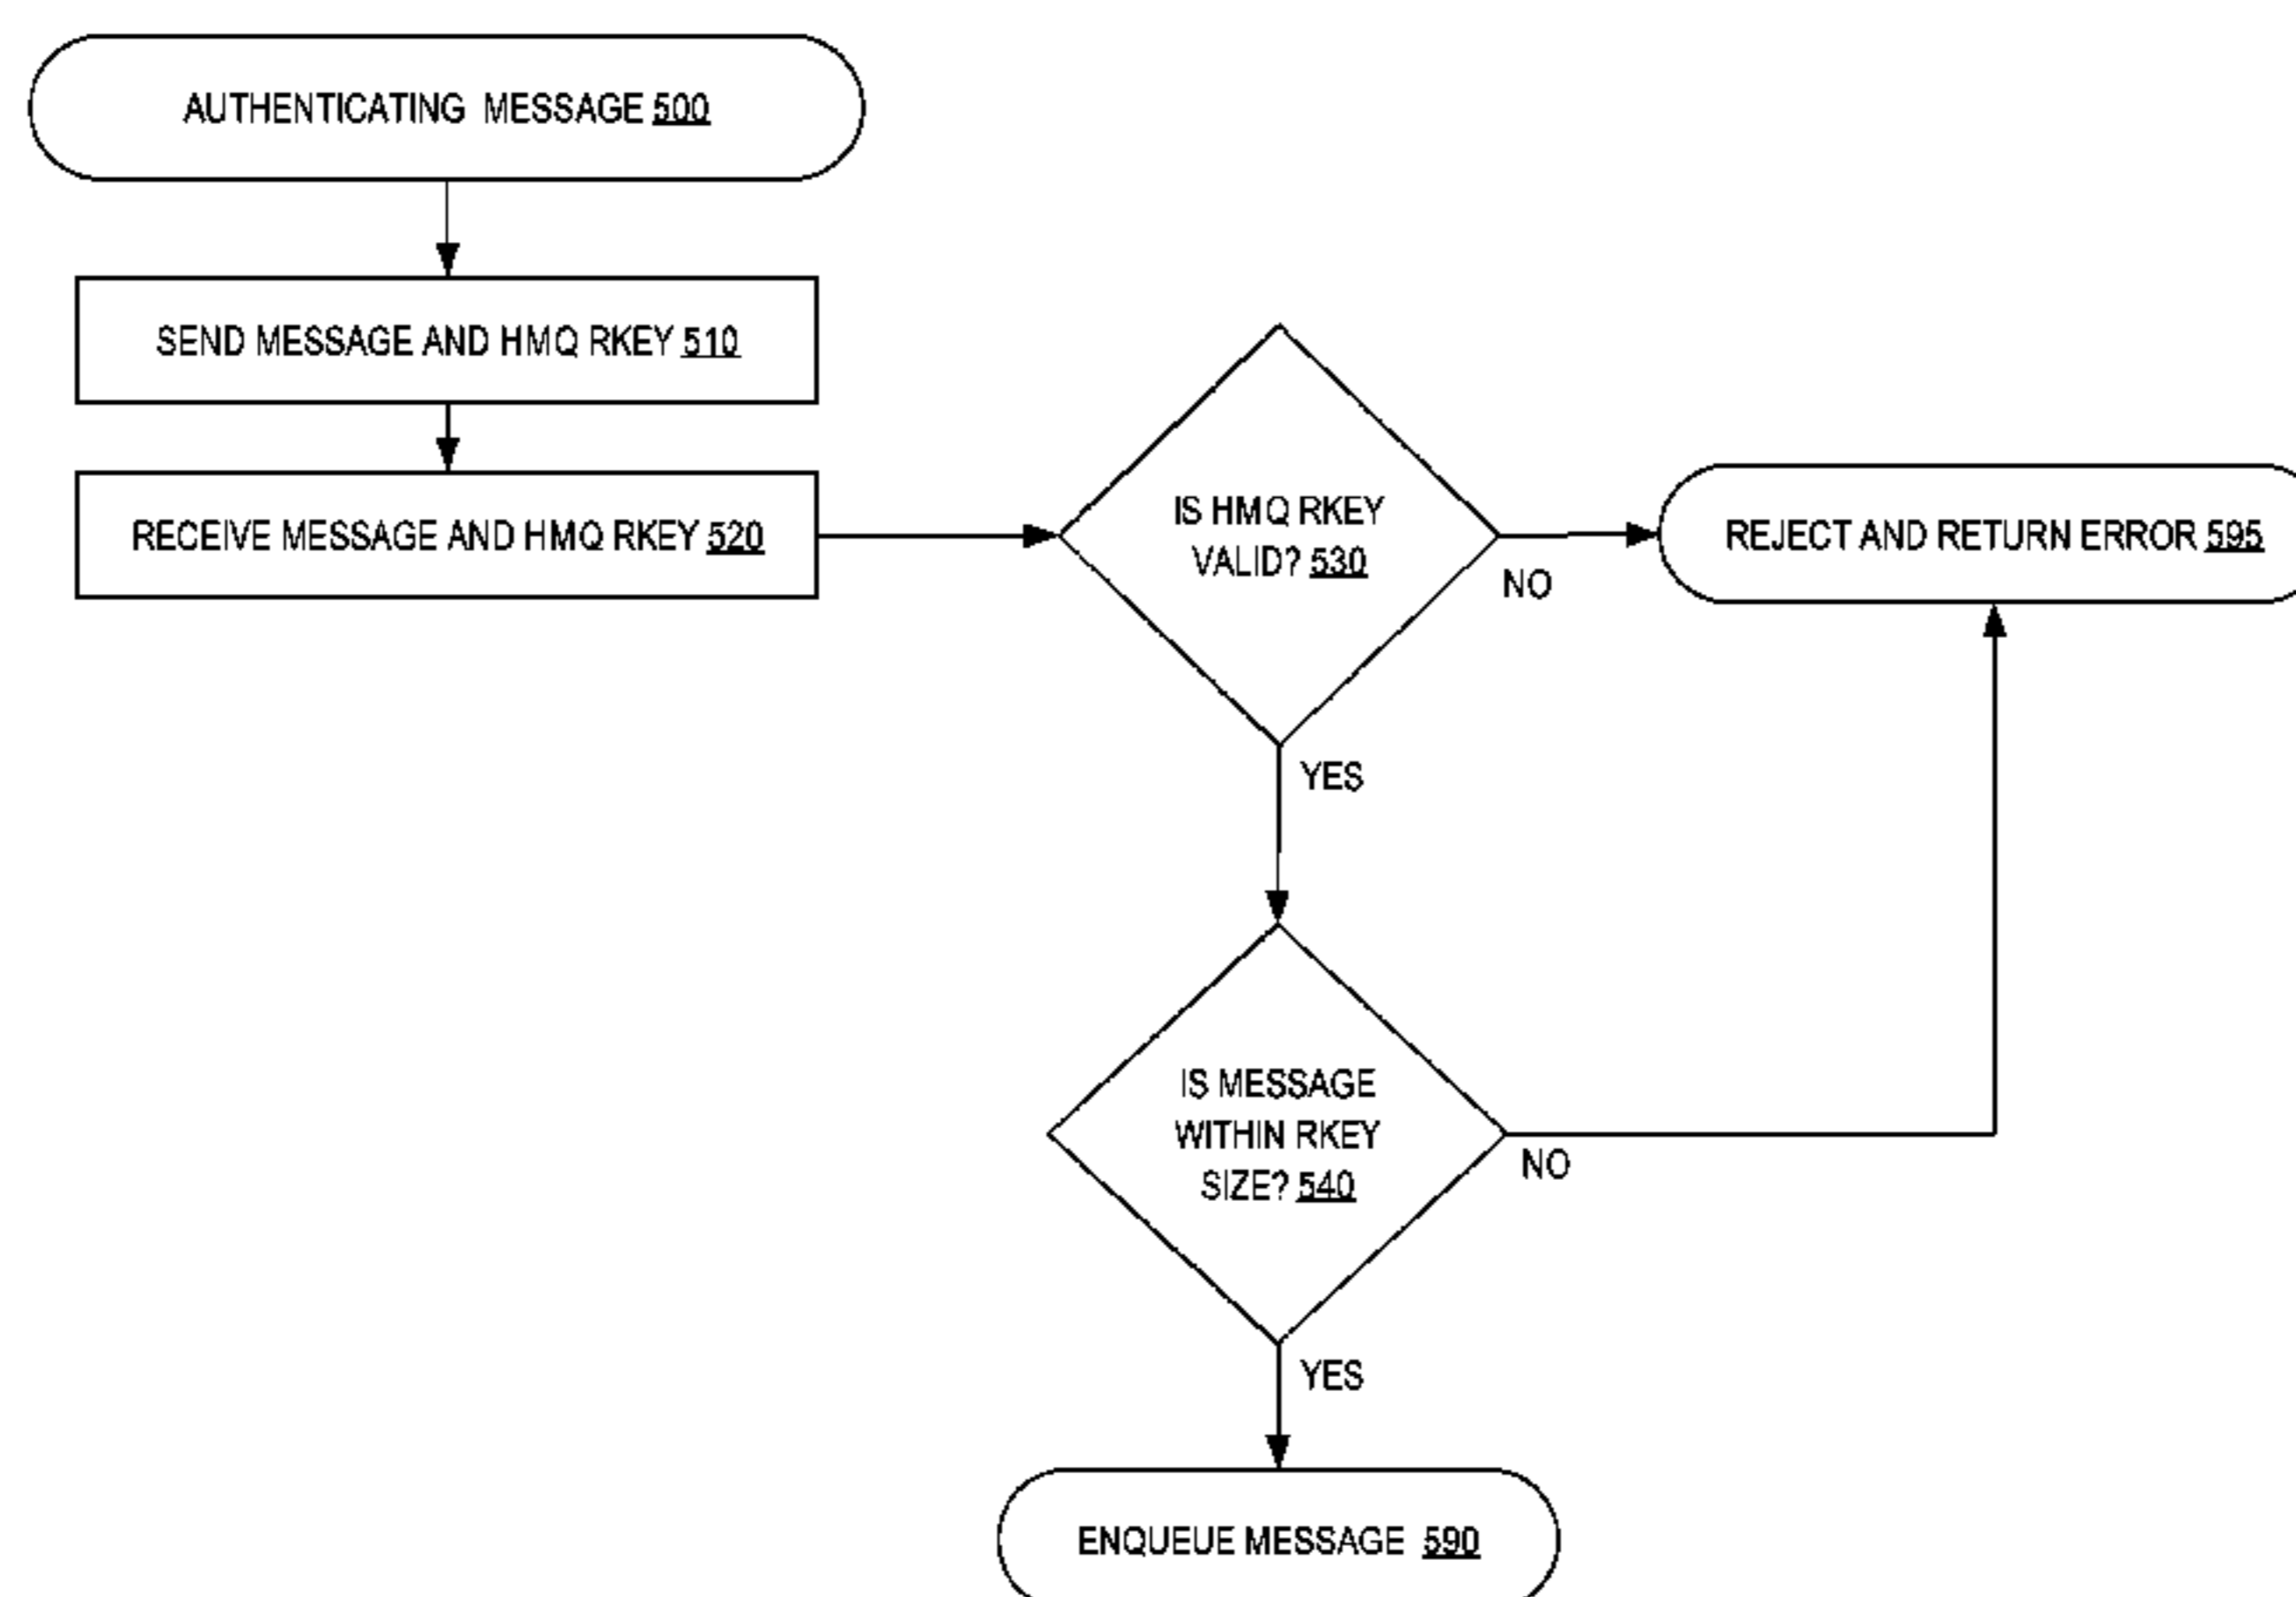 AUTHENTICATING MESSAGE 500
SEND MESSAGE AND HMQ RKEY 510
RECEIVE MESSAGE AND HMQ RKEY 520
IS HMQ RKEY
VALID? 530
NO
REJECT AND RETURN ERROR 595
YES
IS MESSAGE
WITHIN RKEY
SIZE? 540
NO
YES
ENQUEUE MESSAGE 590